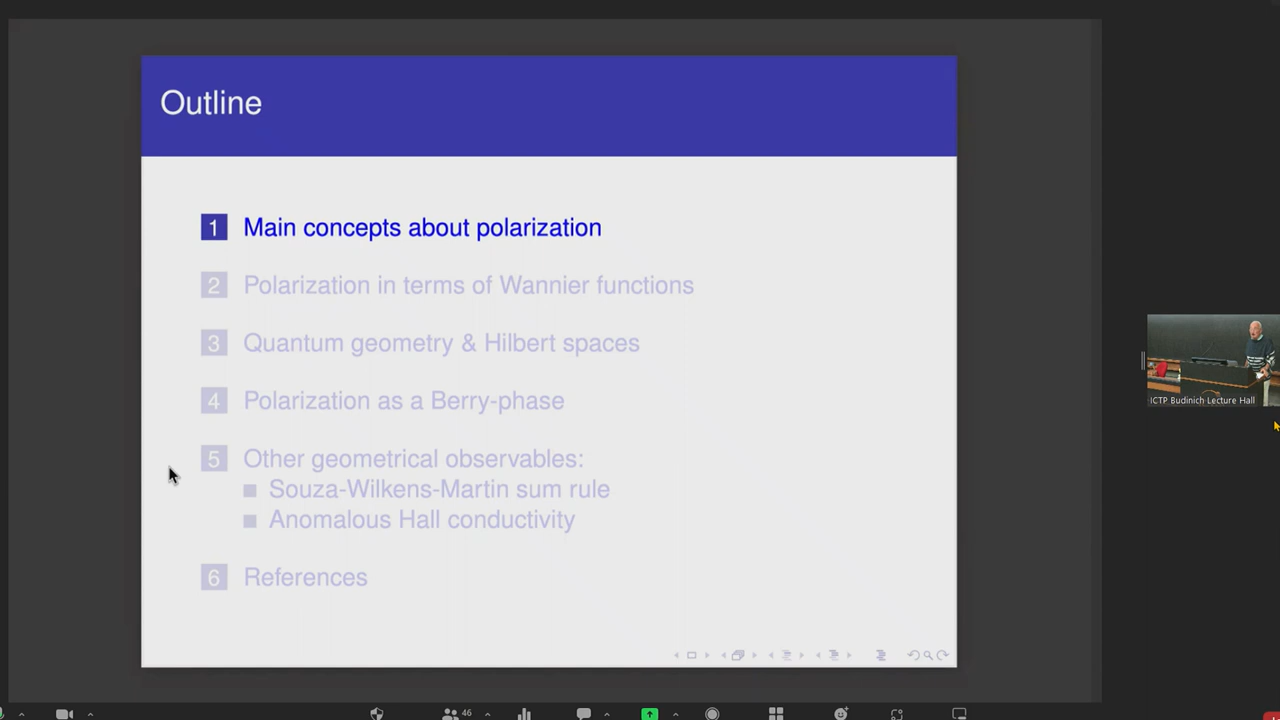 Outline
1 Main concepts about polarization
2 Polarization in terms of Wannier functions
3 Quantum geometry & Hilbert spaces
4 Polarization as a Berry-phase
5 Other geometrical observables:
Souza-Wilkens-Martin sum rule
Anomalous Hall conductivity
6 References
ICTP Budinich Lecture Hall
46